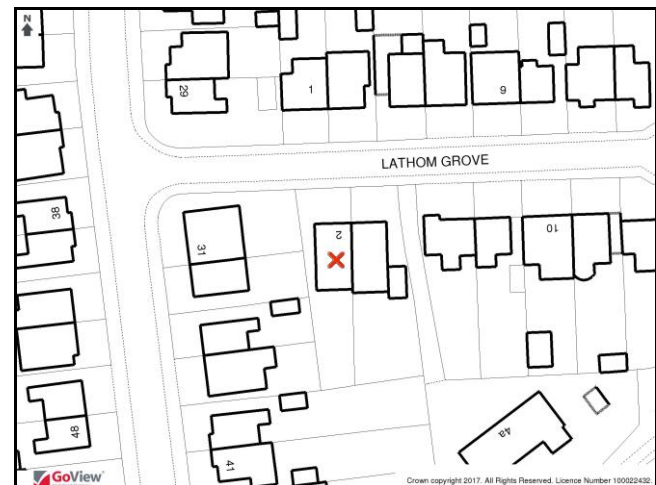 N
29
1
9
LATHOM GROVE
38
31
2
10
48
41
4a
GoView
Crown copyright 2017. All Rights Reserved. Licence Number 100022432.